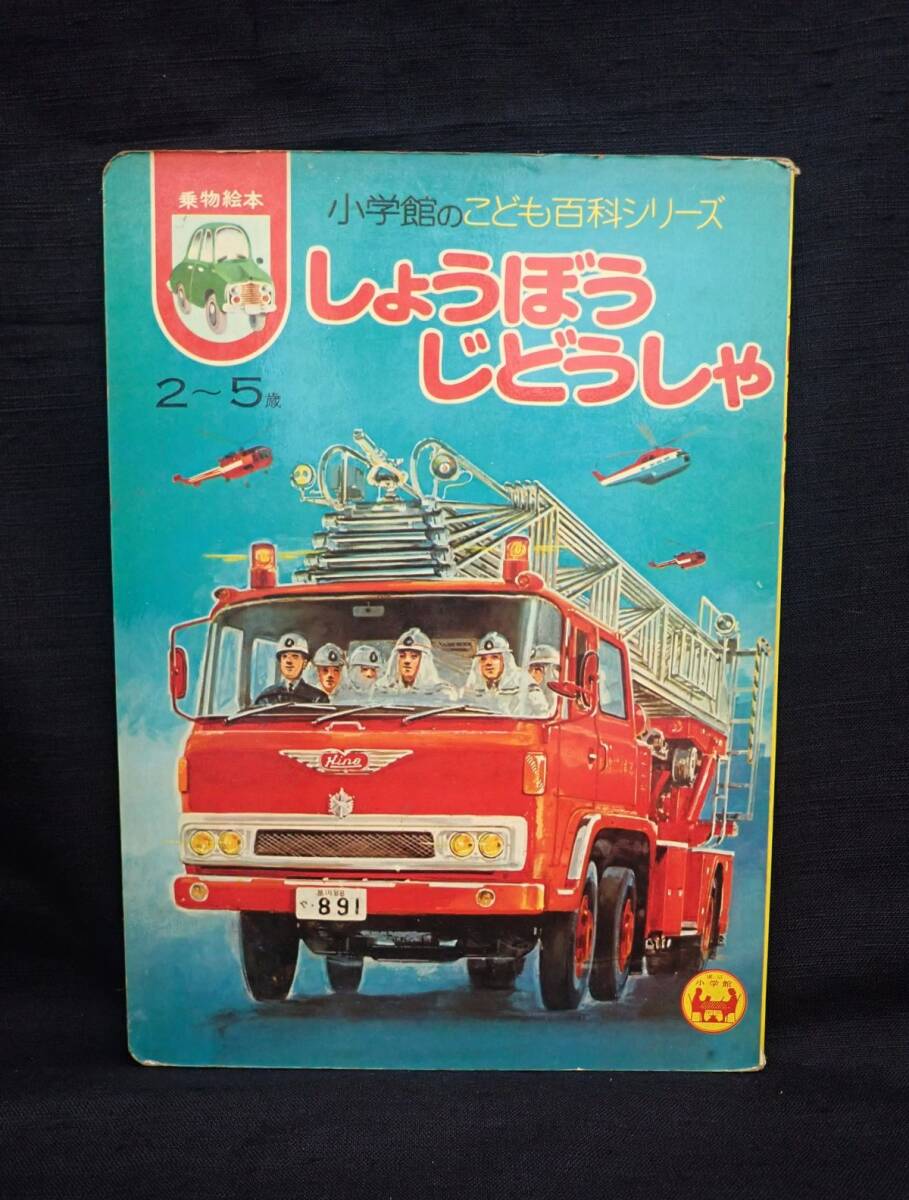 乗物絵本
小学館のこども百科シリーズ
しょうぼう
じどうしゃ
2〜5歳
Hino
・891
小学館